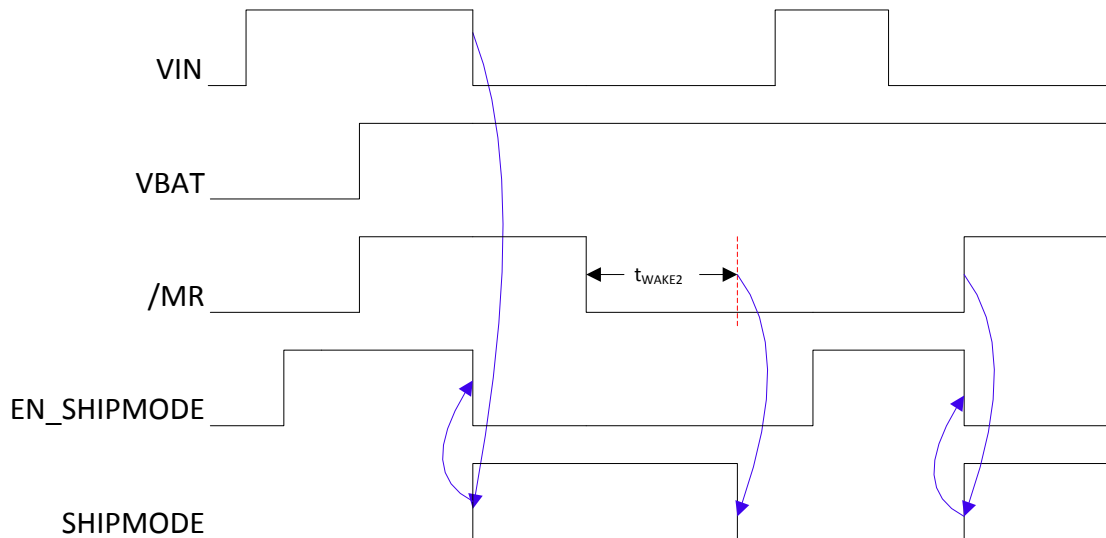 VIN
VBAT
/MR
tWAKE2
EN_SHIPMODE
SHIPMODE